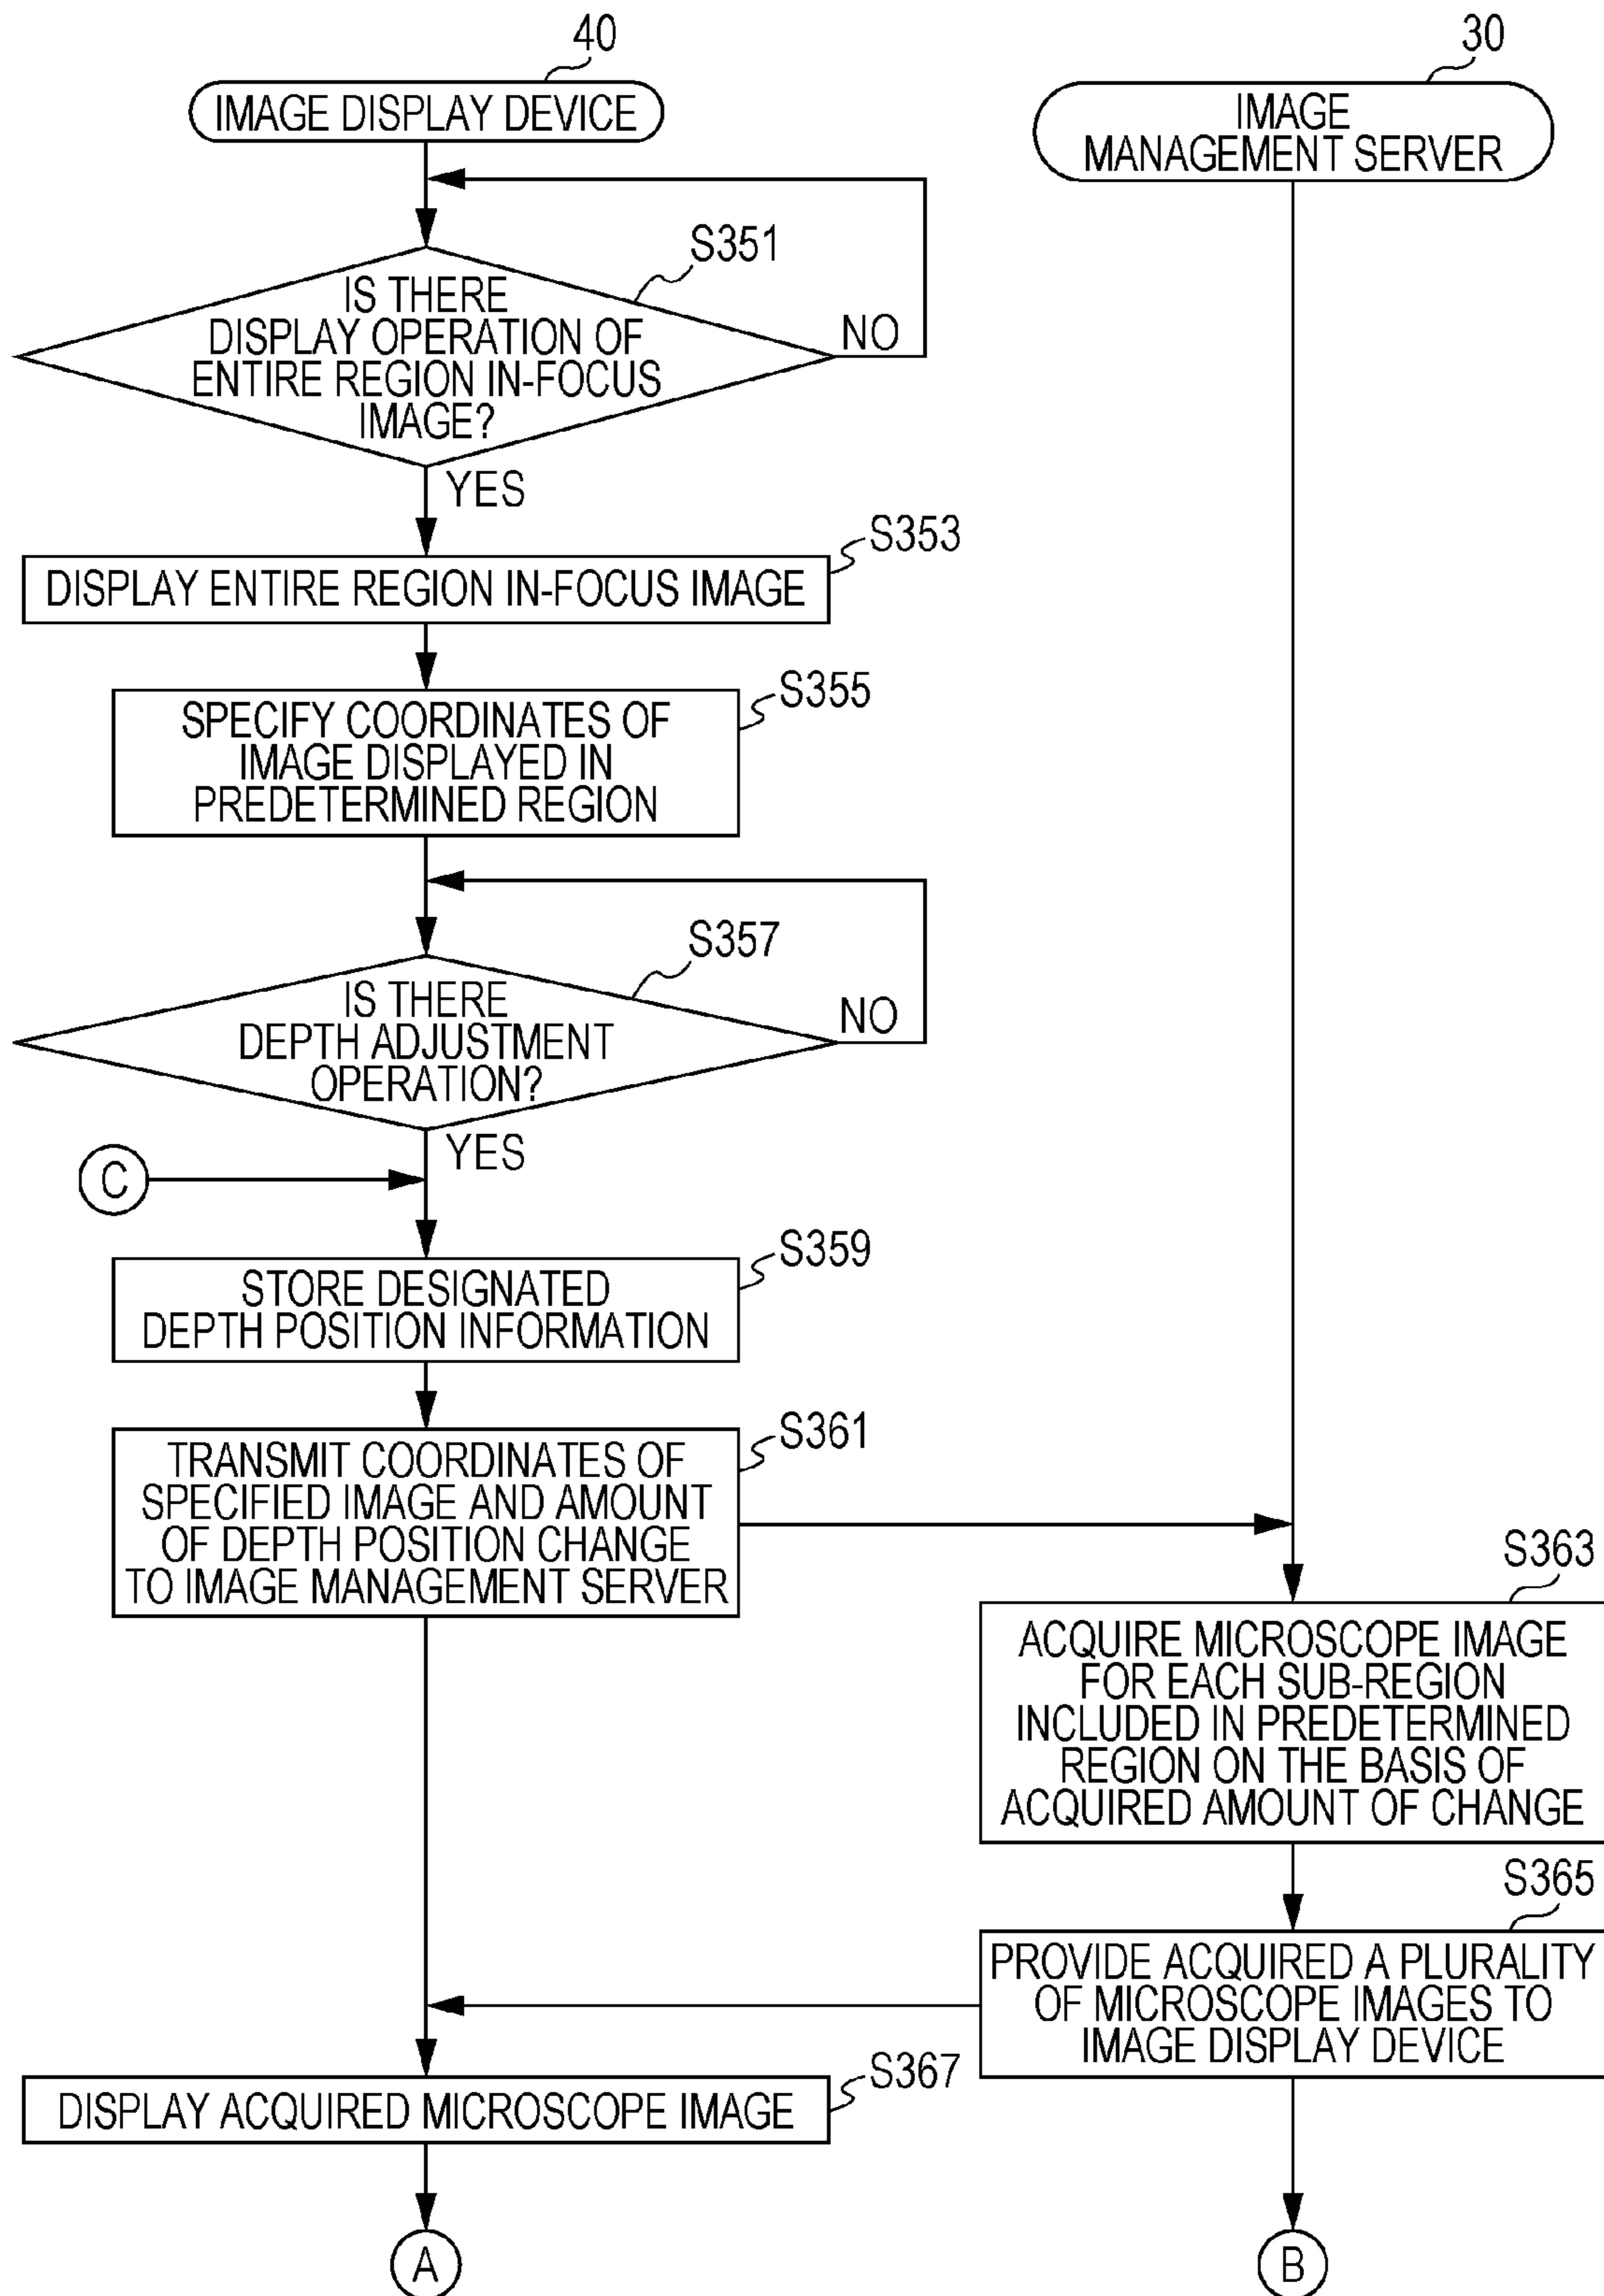 40
IMAGE DISPLAY DEVICE
30
IMAGE
MANAGEMENT SERVER
S351
IS THERE
DISPLAY OPERATION OF
ENTIRE REGION IN-FOCUS
IMAGE?
NO
YES
S353
DISPLAY ENTIRE REGION IN-FOCUS IMAGE
S355
SPECIFY COORDINATES OF
IMAGE DISPLAYED IN
PREDETERMINED REGION
S357
IS THERE
DEPTH ADJUSTMENT
OPERATION?
NO
YES
C
S359
STORE DESIGNATED
DEPTH POSITION INFORMATION
S361
TRANSMIT COORDINATES OF
SPECIFIED IMAGE AND AMOUNT
OF DEPTH POSITION CHANGE
TO IMAGE MANAGEMENT SERVER
S363
ACQUIRE MICROSCOPE IMAGE
FOR EACH SUB-REGION
INCLUDED IN PREDETERMINED
REGION ON THE BASIS OF
ACQUIRED AMOUNT OF CHANGE
S365
PROVIDE ACQUIRED A PLURALITY
OF MICROSCOPE IMAGES TO
IMAGE DISPLAY DEVICE
S367
DISPLAY ACQUIRED MICROSCOPE IMAGE
A
B